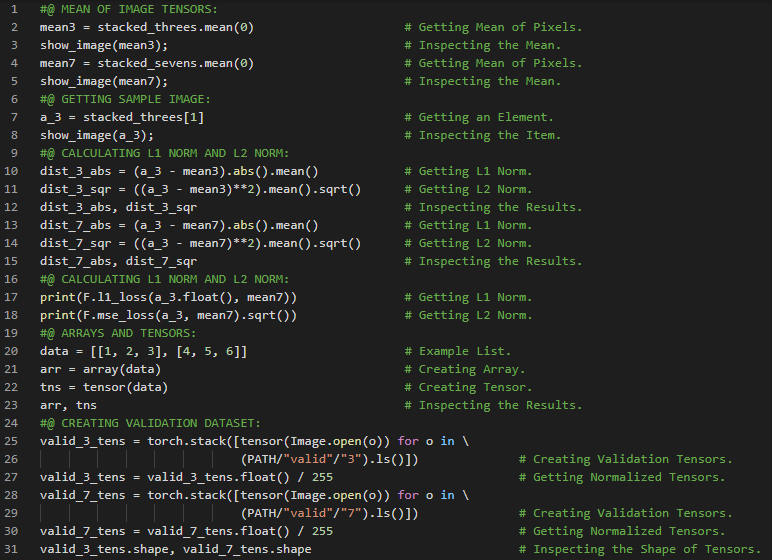 1 #@ MEAN OF IMAGE TENSORS:
2 mean3 = stacked_threes.mean(0) # Getting Mean of Pixels.
3 show_image(mean3); # Inspecting the Mean.
4 mean7 = stacked_sevens.mean(0) # Getting Mean of Pixels.
5 show_image(mean7); # Inspecting the Mean.
6 #@ GETTING SAMPLE IMAGE:
7 a_3 = stacked_threes[1] # Getting an Element.
8 show_image(a_3); # Inspecting the Item.
9 #@ CALCULATING L1 NORM AND L2 NORM:
10 dist_3_abs = (a_3 - mean3).abs().mean() # Getting L1 Norm.
11 dist_3_sqr = ((a_3 - mean3)**2).mean().sqrt() # Getting L2 Norm.
12 dist_3_abs, dist_3_sqr # Inspecting the Results.
13 dist_7_abs = (a_3 - mean7).abs().mean() # Getting L1 Norm.
14 dist_7_sqr = ((a_3 - mean7)**2).mean().sqrt() # Getting L2 Norm.
15 dist_7_abs, dist_7_sqr # Inspecting the Results.
16 #@ CALCULATING L1 NORM AND L2 NORM:
17 print(F.l1_loss(a_3.float(), mean7)) # Getting L1 Norm.
18 print(F.mse_loss(a_3, mean7).sqrt()) # Getting L2 Norm.
19 #@ ARRAYS AND TENSORS:
20 data = [[1, 2, 3], [4, 5, 6]] # Example List.
21 arr = array(data) # Creating Array.
22 tns = tensor(data) # Creating Tensor.
23 arr, tns # Inspecting the Results.
24 #@ CREATING VALIDATION DATASET:
25 valid_3_tens = torch.stack([tensor(Image.open(o)) for o in \
26 (PATH/"valid"/"3").ls()]) # Creating Validation Tensors.
27 valid_3_tens = valid_3_tens.float() / 255 # Getting Normalized Tensors.
28 valid_7_tens = torch.stack([tensor(Image.open(o)) for o in \
29 (PATH/"valid"/"7").ls()]) # Creating Validation Tensors.
30 valid_7_tens = valid_7_tens.float() / 255 # Getting Normalized Tensors.
31 valid_3_tens.shape, valid_7_tens.shape # Inspecting the Shape of Tensors.